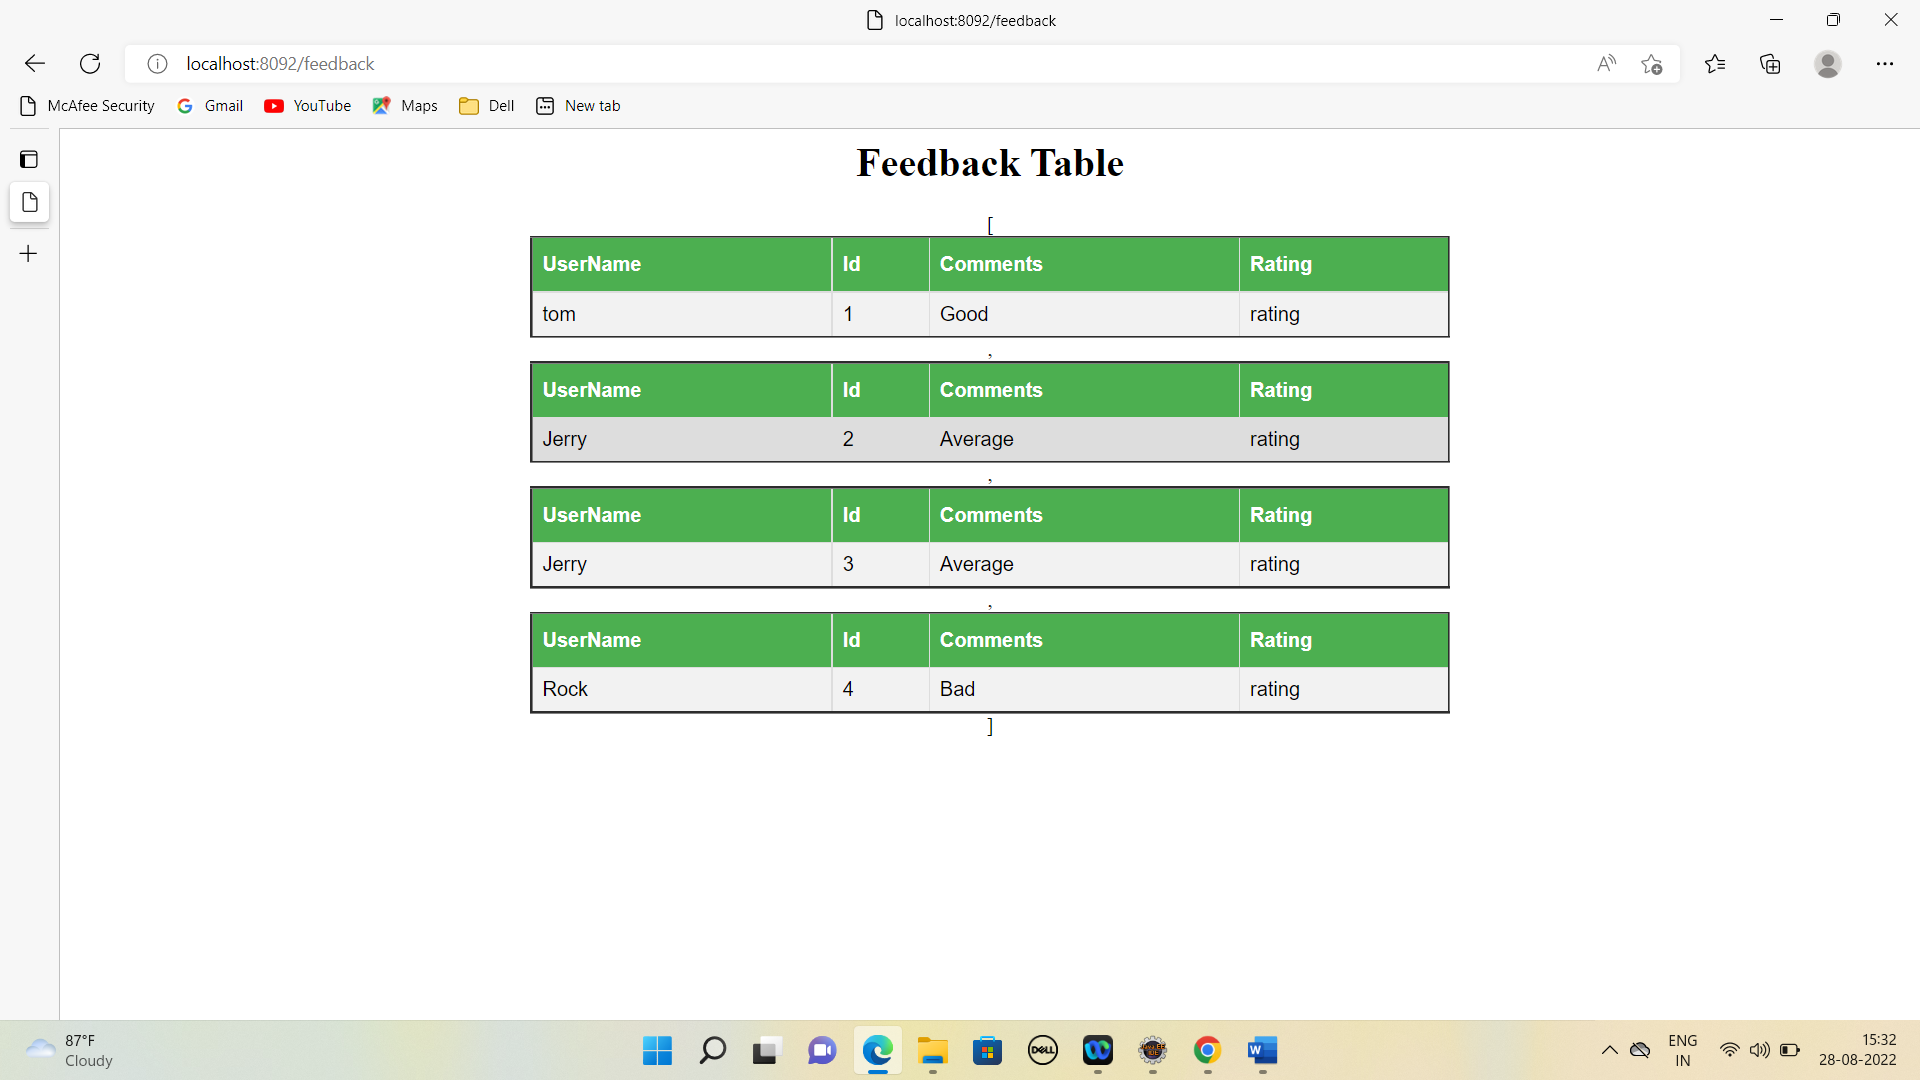 localhost:8092/feedback
localhost:8092/feedback
McAfee Security Gmail YouTube Maps Dell New tab
Feedback Table
[
UserName Id Comments Rating
tom 1 Good rating
,
UserName Id Comments Rating
Jerry 2 Average rating
,
UserName Id Comments Rating
Jerry 3 Average rating
,
UserName Id Comments Rating
Rock 4 Bad rating
]
87°F
Cloudy
DELL
ENG
IN
15:32
28-08-2022